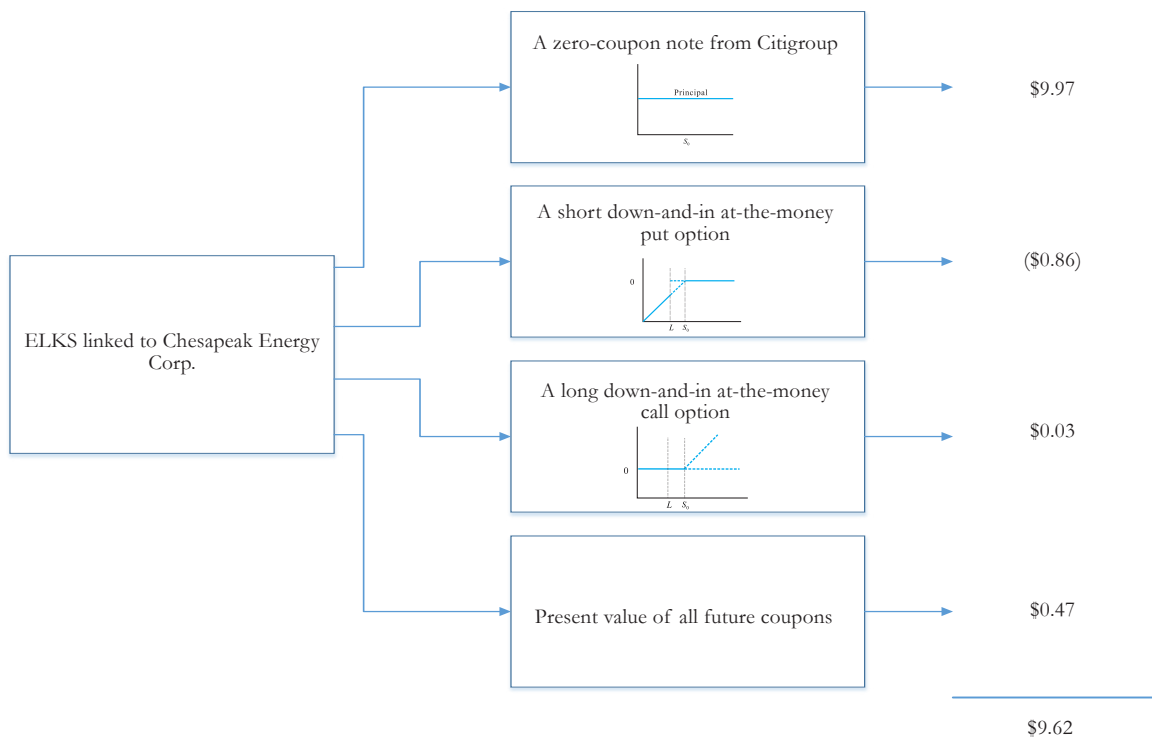 A zero-coupon note from Citigroup
Principal
S₀
$9.97
A short down-and-in at-the-money
put option
0
L S₀
($0.86)
ELKS linked to Chesapeak Energy
Corp.
A long down-and-in at-the-money
call option
0
L S₀
$0.03
Present value of all future coupons
$0.47
$9.62